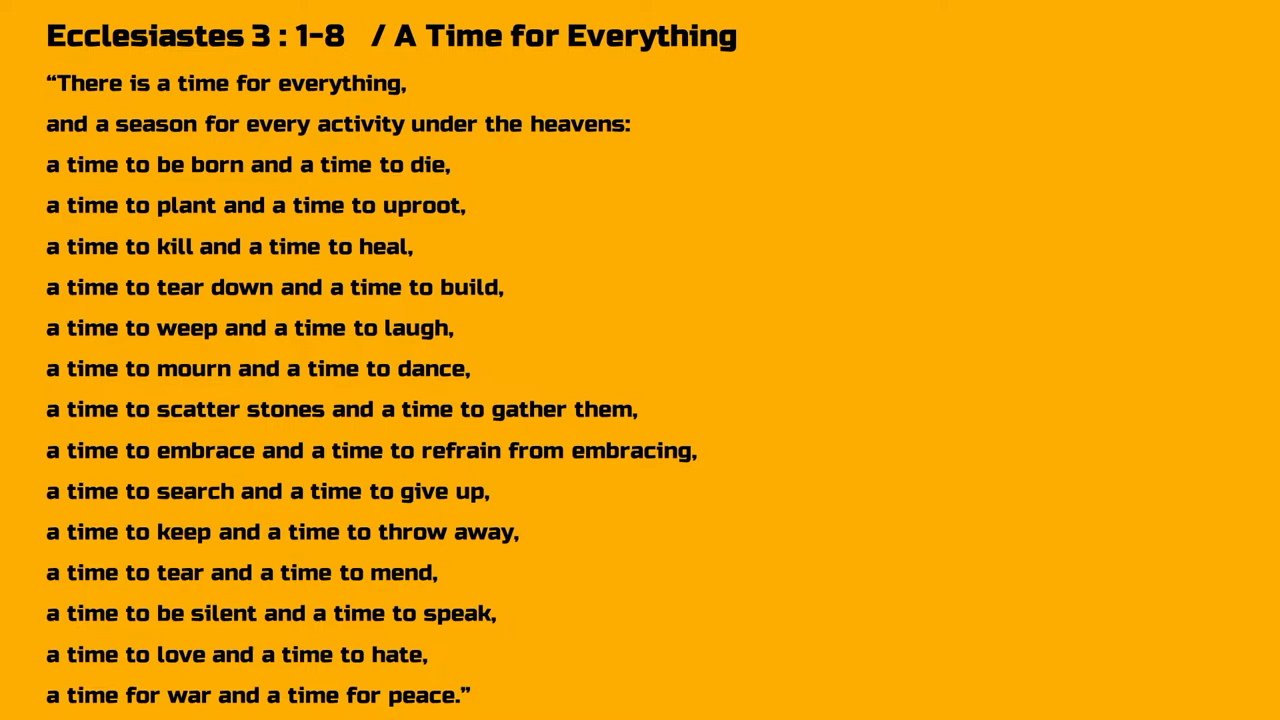 Ecclesiastes 3 : 1-8   / A Time for Everything
“There is a time for everything,
and a season for every activity under the heavens:
a time to be born and a time to die,
a time to plant and a time to uproot,
a time to kill and a time to heal,
a time to tear down and a time to build,
a time to weep and a time to laugh,
a time to mourn and a time to dance,
a time to scatter stones and a time to gather them,
a time to embrace and a time to refrain from embracing,
a time to search and a time to give up,
a time to keep and a time to throw away,
a time to tear and a time to mend,
a time to be silent and a time to speak,
a time to love and a time to hate,
a time for war and a time for peace.”